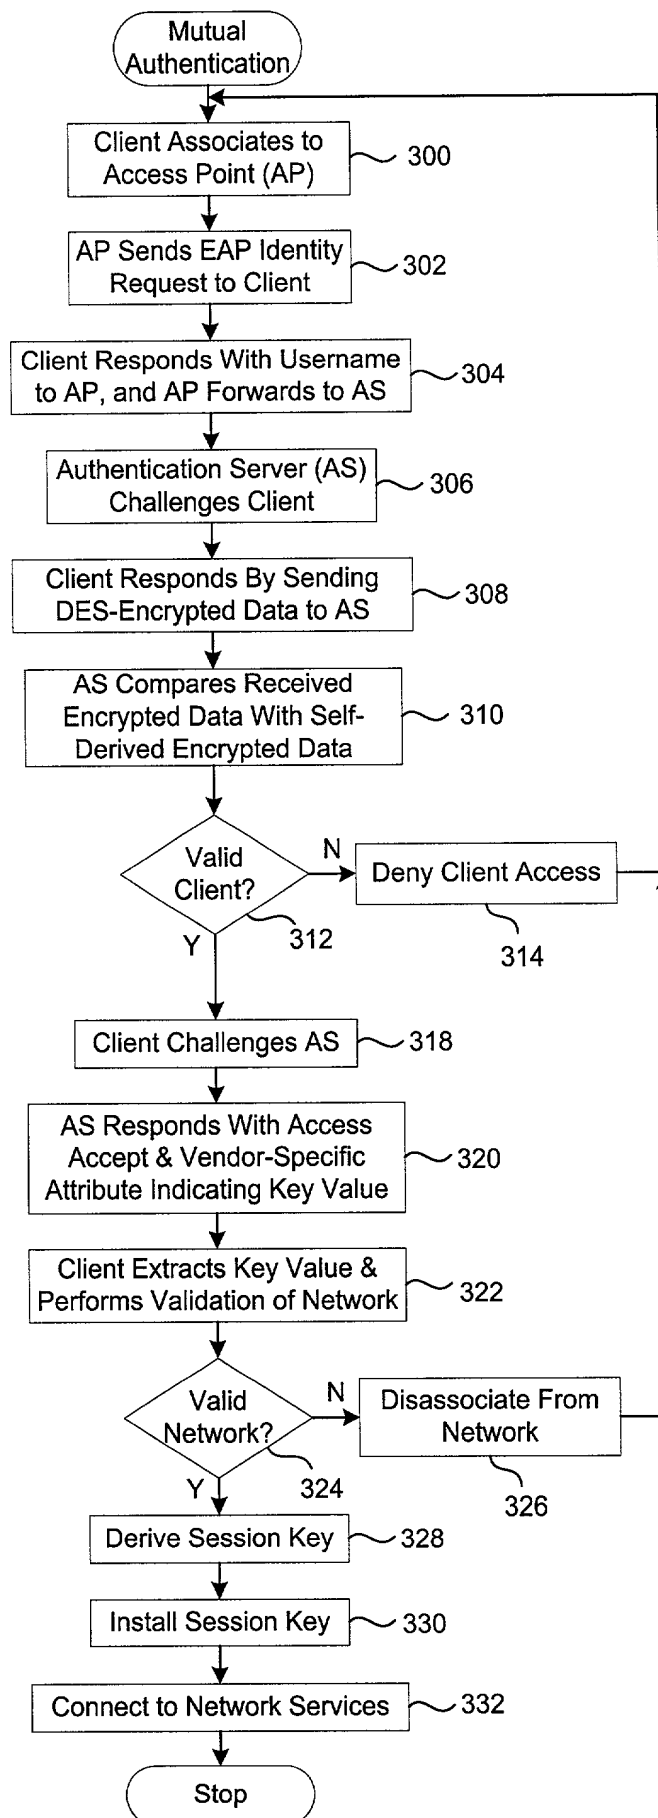 Mutual
Authentication
Client Associates to
Access Point (AP)
300
AP Sends EAP Identity
Request to Client
302
Client Responds With Username
to AP, and AP Forwards to AS
304
Authentication Server (AS)
Challenges Client
306
Client Responds By Sending
DES-Encrypted Data to AS
308
AS Compares Received
Encrypted Data With Self-
Derived Encrypted Data
310
Valid
Client?
312
N
Deny Client Access
314
Y
Client Challenges AS
318
AS Responds With Access
Accept & Vendor-Specific
Attribute Indicating Key Value
320
Client Extracts Key Value &
Performs Validation of Network
322
Valid
Network?
324
N
Disassociate From
Network
326
Y
Derive Session Key
328
Install Session Key
330
Connect to Network Services
332
Stop